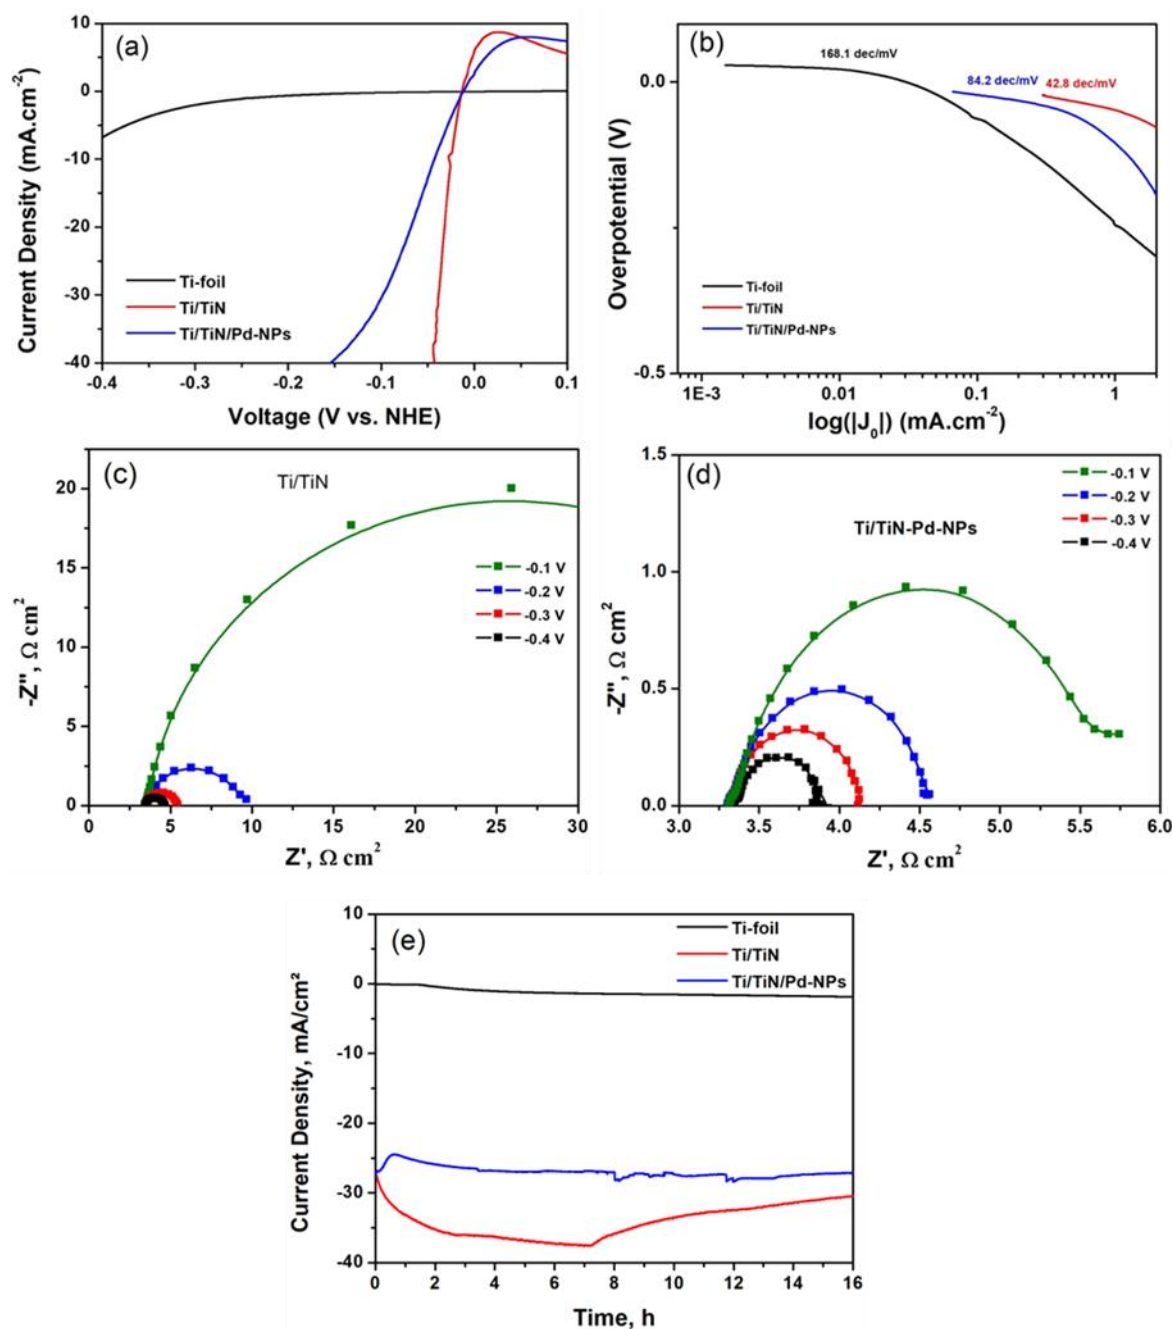 (a)
10
0
-10
-20
-30
-40
Current Density (mA.cm-2)
Ti-foil
Ti/TiN
Ti/TiN/Pd-NPs
-0.4 -0.3 -0.2 -0.1 0.0 0.1
Voltage (V vs. NHE)
(b)
168.1 dec/mV
84.2 dec/mV
42.8 dec/mV
0.0
-0.5
Overpotential (V)
Ti-foil
Ti/TiN
Ti/TiN/Pd-NPs
1E-3 0.01 0.1 1
log(|J0|) (mA.cm-2)
(c)
Ti/TiN
20
15
10
5
0
-Z'', Ω cm2
-0.1 V
-0.2 V
-0.3 V
-0.4 V
0 5 10 15 20 25 30
Z', Ω cm2
(d)
Ti/TiN-Pd-NPs
1.5
1.0
0.5
0.0
-Z'', Ω cm2
-0.1 V
-0.2 V
-0.3 V
-0.4 V
3.0 3.5 4.0 4.5 5.0 5.5 6.0
Z', Ω cm2
(e)
10
0
-10
-20
-30
-40
Current Density, mA/cm²
Ti-foil
Ti/TiN
Ti/TiN/Pd-NPs
0 2 4 6 8 10 12 14 16
Time, h